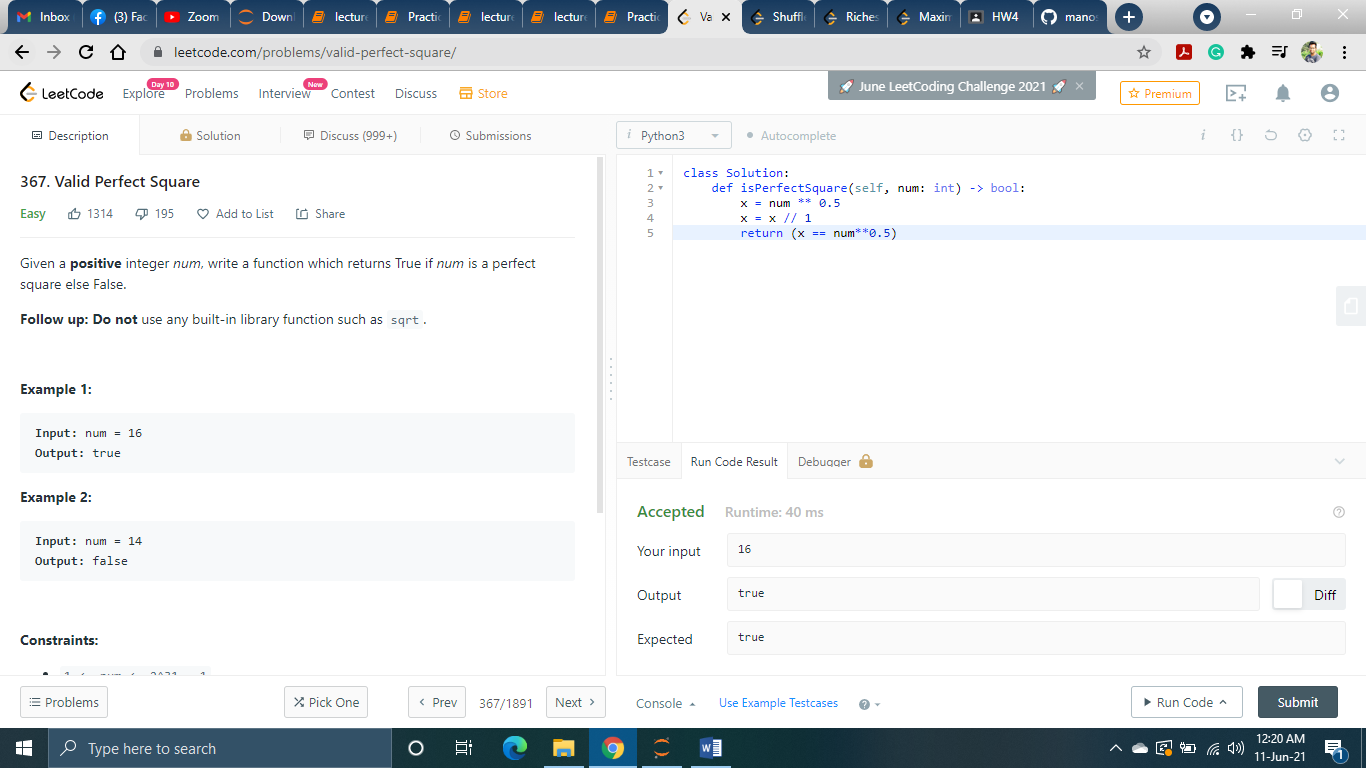 Inbox
(3) Fac
Zoom
Downl
lecture
Practic
lecture
lecture
Practic
Va
Shuffl
Riches
Maxim
HW4
mano
leetcode.com/problems/valid-perfect-square/
LeetCode
Explore
Day 10
Problems
Interview
New
Contest
Discuss
Store
June LeetCoding Challenge 2021
Premium
Description
Solution
Discuss (999+)
Submissions
i Python3
Autocomplete
i {}
367. Valid Perfect Square
Easy
1314
195
Add to List
Share
Given a positive integer num, write a function which returns True if num is a perfect
square else False.
Follow up: Do not use any built-in library function such as sqrt.
Example 1:
Input: num = 16
Output: true
Example 2:
Input: num = 14
Output: false
Constraints:
1 class Solution:
2 def isPerfectSquare(self, num: int) -> bool:
3 x = num ** 0.5
4 x = x // 1
5 return (x == num**0.5)
Testcase
Run Code Result
Debugger
Accepted
Runtime: 40 ms
Your input
16
Output
true
Diff
Expected
true
Problems
Pick One
Prev
367/1891
Next
Console
Use Example Testcases
Run Code
Submit
Type here to search
12:20 AM
11-Jun-21
1